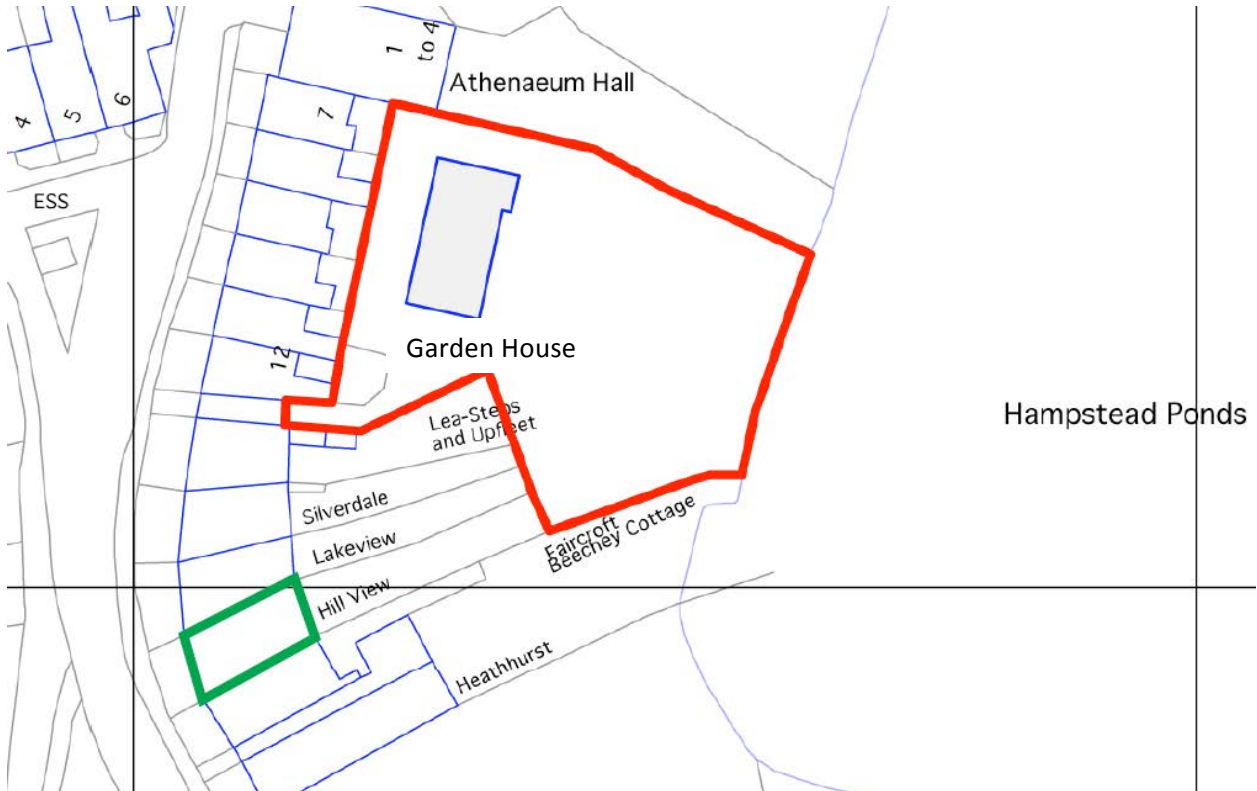 1
to 4
Athenaeum Hall
4
5
6
7
ESS
Garden House
12
Hampstead Ponds
Lea-Steps
and Upfleet
Silverdale
Lakeview
Faircroft
Beechey Cottage
Hill View
Heathhurst